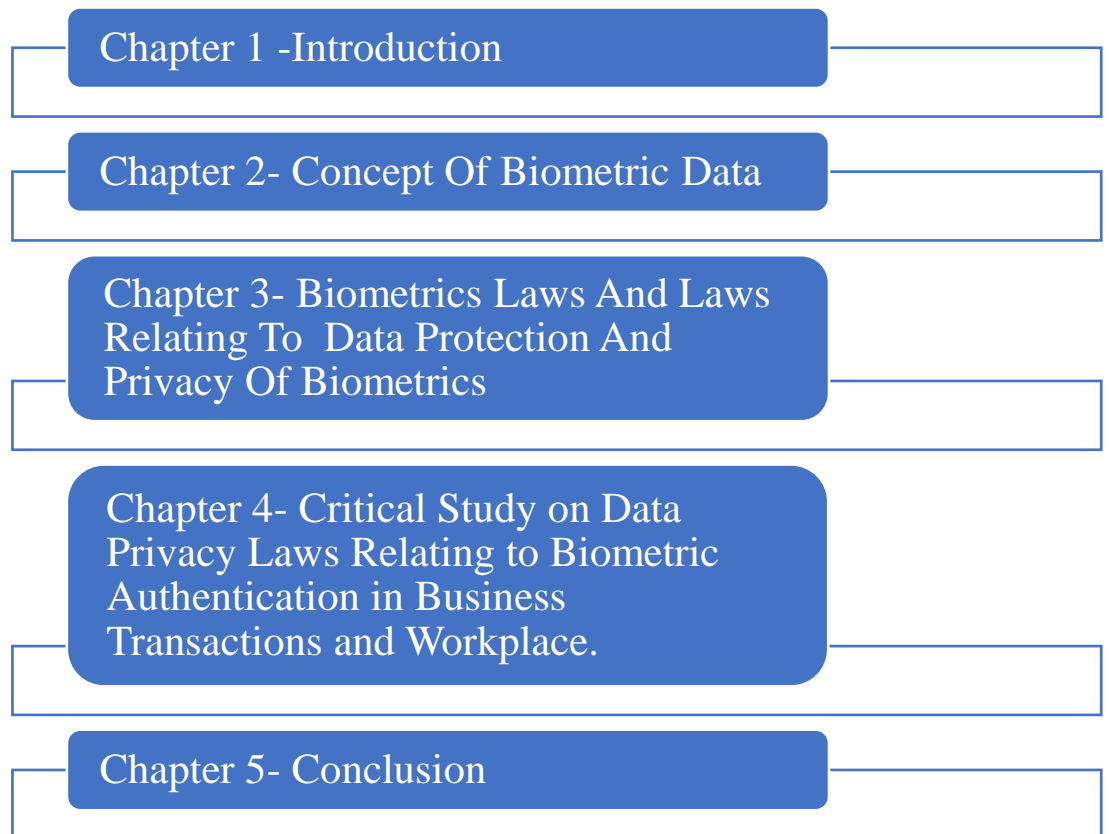 Chapter 1 -Introduction
Chapter 2- Concept Of Biometric Data
Chapter 3- Biometrics Laws And Laws
Relating To  Data Protection And
Privacy Of Biometrics
Chapter 4- Critical Study on Data
Privacy Laws Relating to Biometric
Authentication in Business
Transactions and Workplace.
Chapter 5- Conclusion